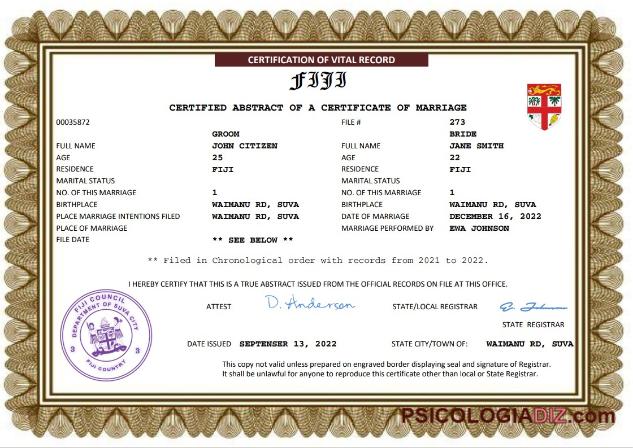 CERTIFICATION OF VITAL RECORD
FIJI
CERTIFIED ABSTRACT OF A CERTIFICATE OF MARRIAGE
00035872 FILE # 273
GROOM BRIDE
FULL NAME JOHN CITIZEN FULL NAME JANE SMITH
AGE 25 AGE 22
RESIDENCE FIJI RESIDENCE FIJI
MARITAL STATUS MARITAL STATUS
NO. OF THIS MARRIAGE 1 NO. OF THIS MARRIAGE 1
BIRTHPLACE WAIMANU RD, SUVA BIRTHPLACE WAIMANU RD, SUVA
PLACE MARRIAGE INTENTIONS FILED WAIMANU RD, SUVA DATE OF MARRIAGE DECEMBER 16, 2022
PLACE OF MARRIAGE MARRIAGE PERFORMED BY EWA JOHNSON
FILE DATE ** SEE BELOW **
** Filed in Chronological order with records from 2021 to 2022.
I HEREBY CERTIFY THAT THIS IS A TRUE ABSTRACT ISSUED FROM THE OFFICIAL RECORDS ON FILE AT THIS OFFICE.
FIJI COUNCIL
DEPARTMENT OF SUVA CITY
FIJI COUNTRY
ATTEST D. Andersen STATE/LOCAL REGISTRAR
STATE REGISTRAR
DATE ISSUED SEPTENSER 13, 2022 STATE CITY/TOWN OF: WAIMANU RD, SUVA
This copy not valid unless prepared on engraved border displaying seal and signature of Registrar.
It shall be unlawful for anyone to reproduce this certificate other than local or State Registrar.
PSICOLOGIADIZ.com